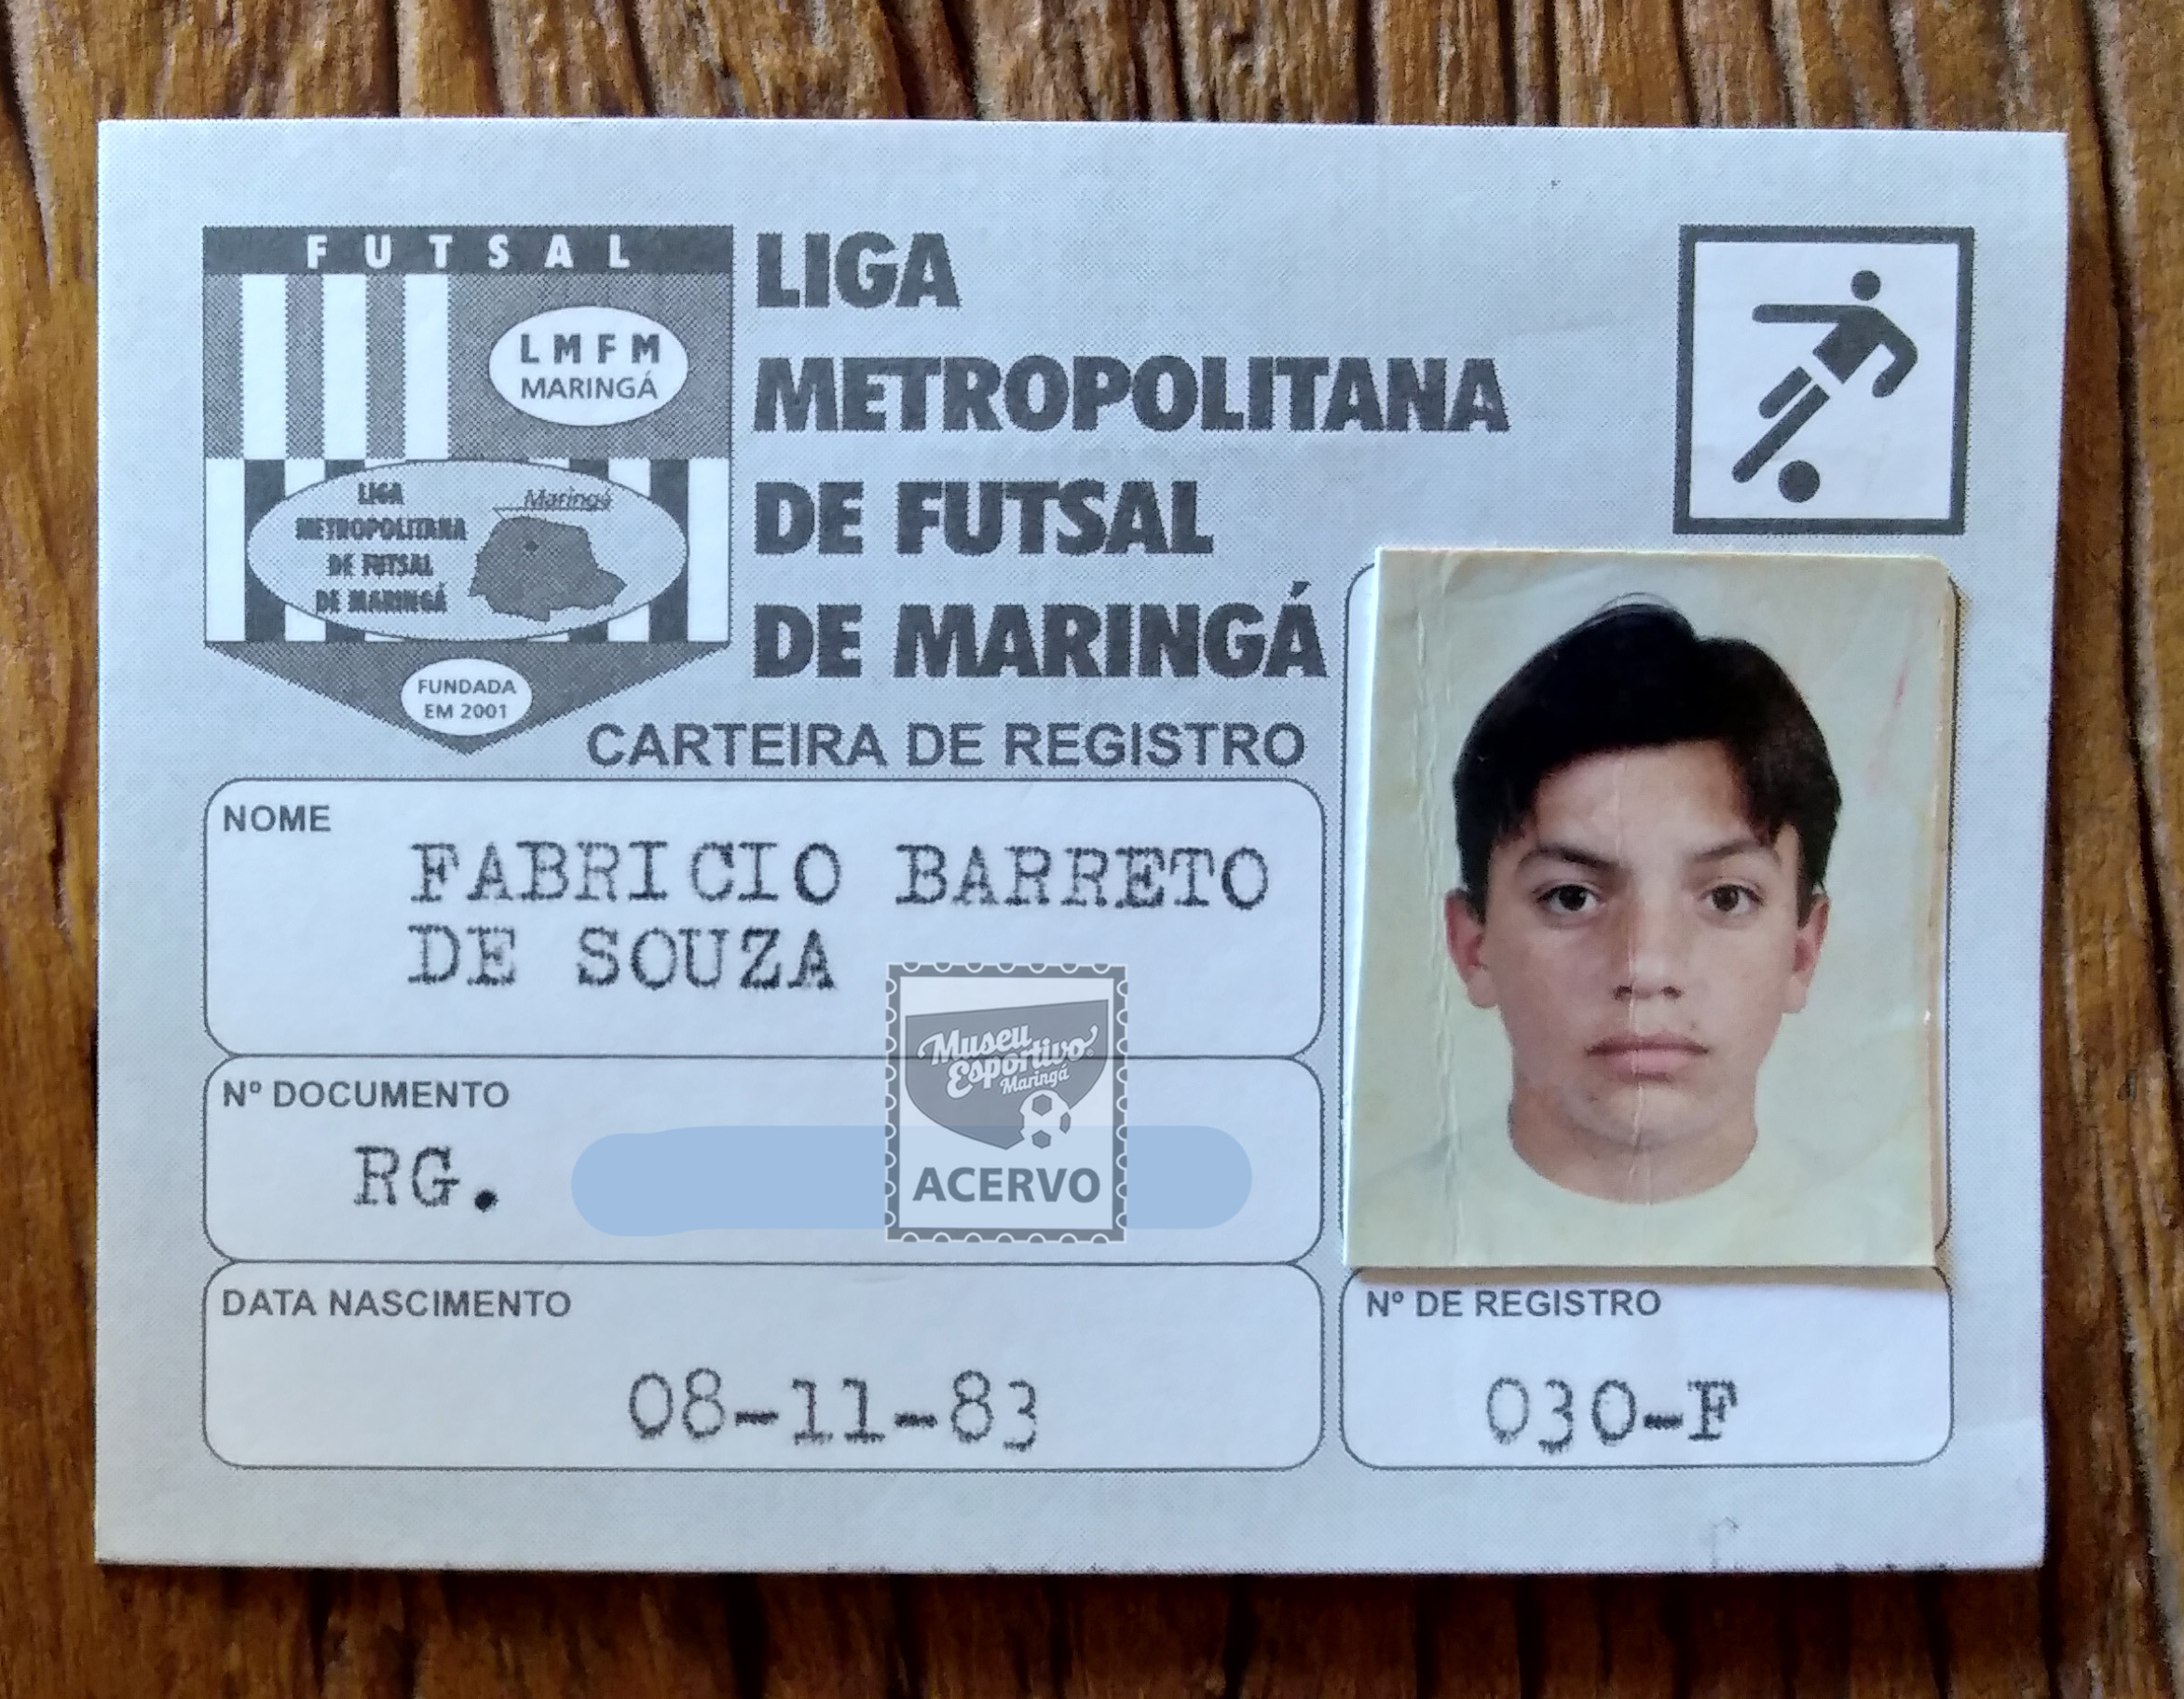 FUTSAL
LMFM
MARINGÁ
LIGA
METROPOLITANA
DE FUTSAL
DE MARINGÁ
Maringá
FUNDADA
EM 2001
LIGA
METROPOLITANA
DE FUTSAL
DE MARINGÁ
CARTEIRA DE REGISTRO
NOME
FABRICIO BARRETO
DE SOUZA
Nº DOCUMENTO
RG.
Museu
Esportivo
Maringá
ACERVO
DATA NASCIMENTO
08-11-83
Nº DE REGISTRO
030-F